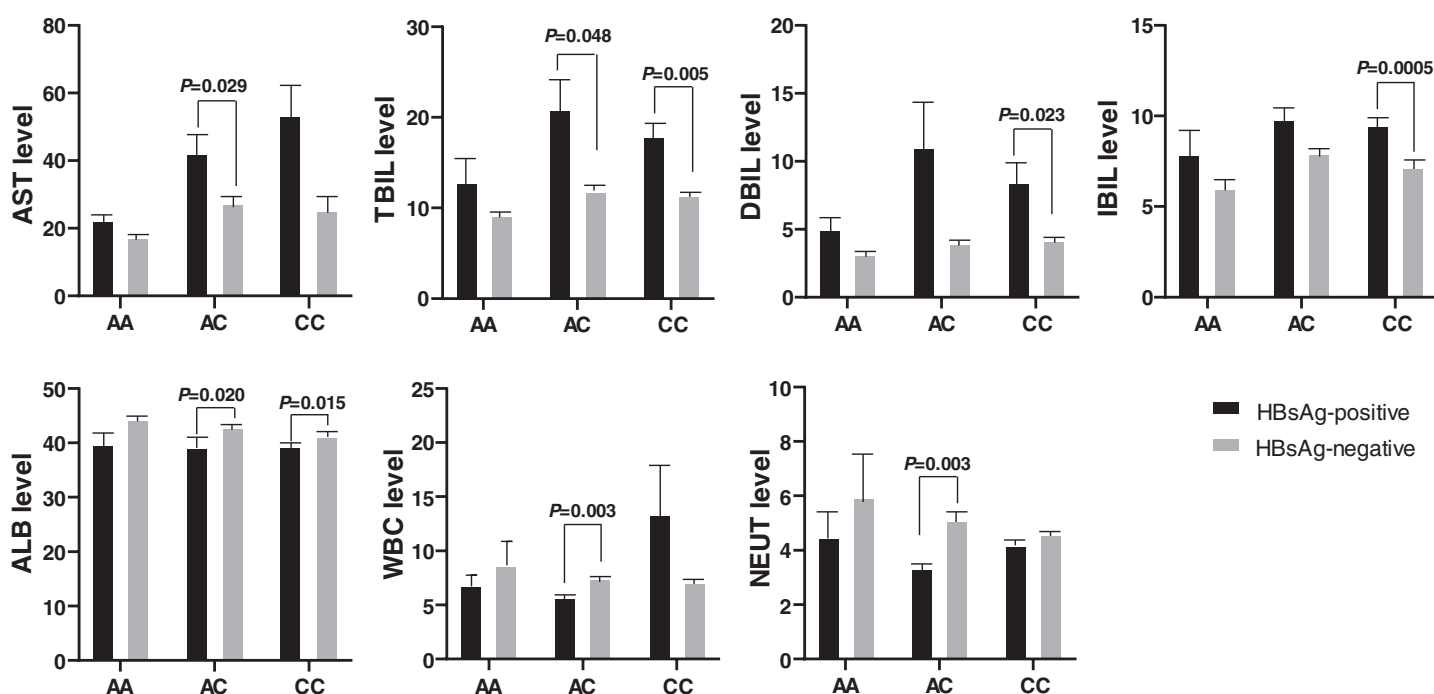 AST level
80
60
40
20
0
P=0.029
AA
AC
CC
TBIL level
30
20
10
0
P=0.048
P=0.005
AA
AC
CC
DBIL level
20
15
10
5
0
P=0.023
AA
AC
CC
IBIL level
15
10
5
0
P=0.0005
AA
AC
CC
ALB level
50
40
30
20
10
0
P=0.020
P=0.015
AA
AC
CC
WBC level
25
20
15
10
5
0
P=0.003
AA
AC
CC
NEUT level
10
8
6
4
2
0
P=0.003
AA
AC
CC
HBsAg-positive
HBsAg-negative